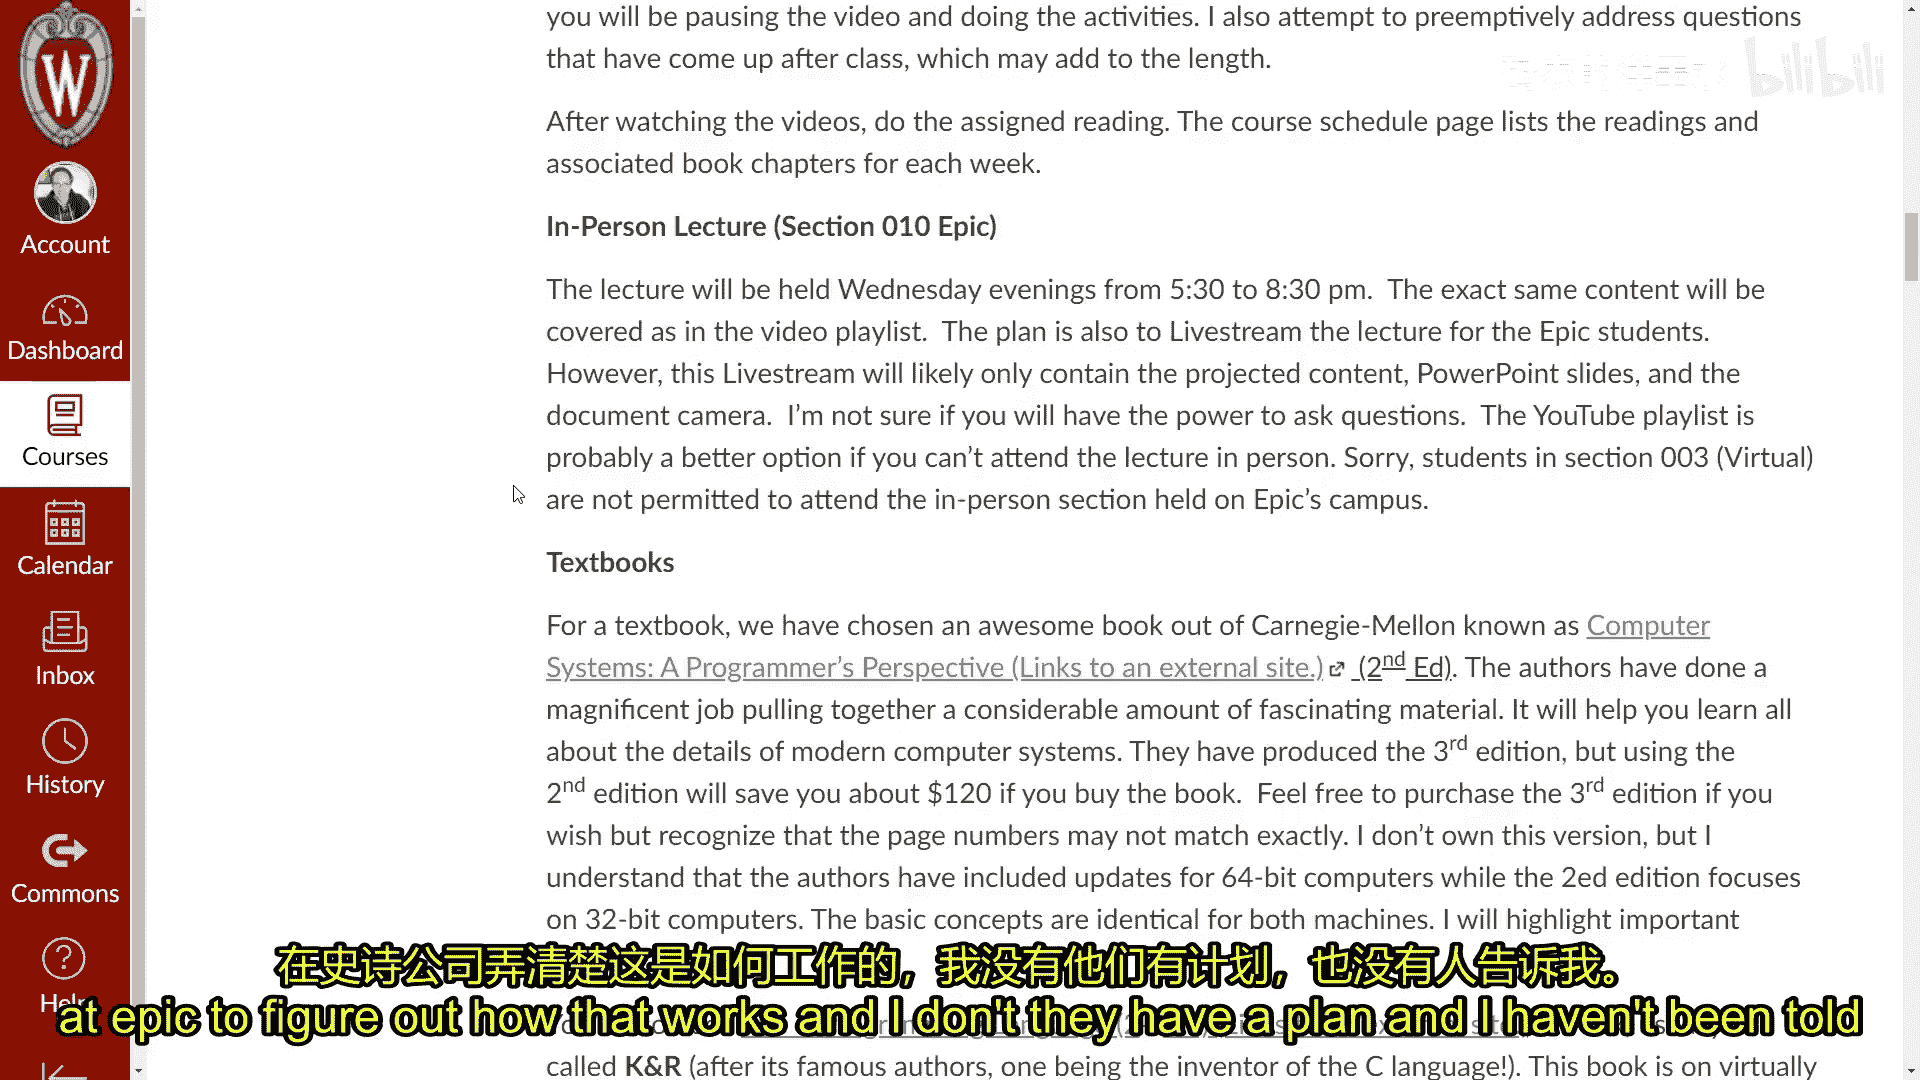 you will be pausing the video and doing the activities. I also attempt to preemptively address questions
that have come up after class, which may add to the length.
bilibili
After watching the videos, do the assigned reading. The course schedule page lists the readings and
associated book chapters for each week.
In-Person Lecture (Section 010 Epic)
The lecture will be held Wednesday evenings from 5:30 to 8:30 pm.  The exact same content will be
covered as in the video playlist.  The plan is also to Livestream the lecture for the Epic students.
However, this Livestream will likely only contain the projected content, PowerPoint slides, and the
document camera.  I'm not sure if you will have the power to ask questions.  The YouTube playlist is
probably a better option if you can't attend the lecture in person. Sorry, students in section 003 (Virtual)
are not permitted to attend the in-person section held on Epic's campus.
Textbooks
For a textbook, we have chosen an awesome book out of Carnegie-Mellon known as Computer
Systems: A Programmer's Perspective (Links to an external site.) (2nd Ed). The authors have done a
magnificent job pulling together a considerable amount of fascinating material. It will help you learn all
about the details of modern computer systems. They have produced the 3rd edition, but using the
2nd edition will save you about $120 if you buy the book.  Feel free to purchase the 3rd edition if you
wish but recognize that the page numbers may not match exactly. I don't own this version, but I
understand that the authors have included updates for 64-bit computers while the 2ed edition focuses
on 32-bit computers. The basic concepts are identical for both machines. I will highlight important
called K&R (after its famous authors, one being the inventor of the C language!). This book is on virtually
W
Account
Dashboard
Courses
Calendar
Inbox
History
Commons
Help
在史诗公司弄清楚这是如何工作的，我没有他们有计划，也没有人告诉我。
at epic to figure out how that works and I don't they have a plan and I haven't been told